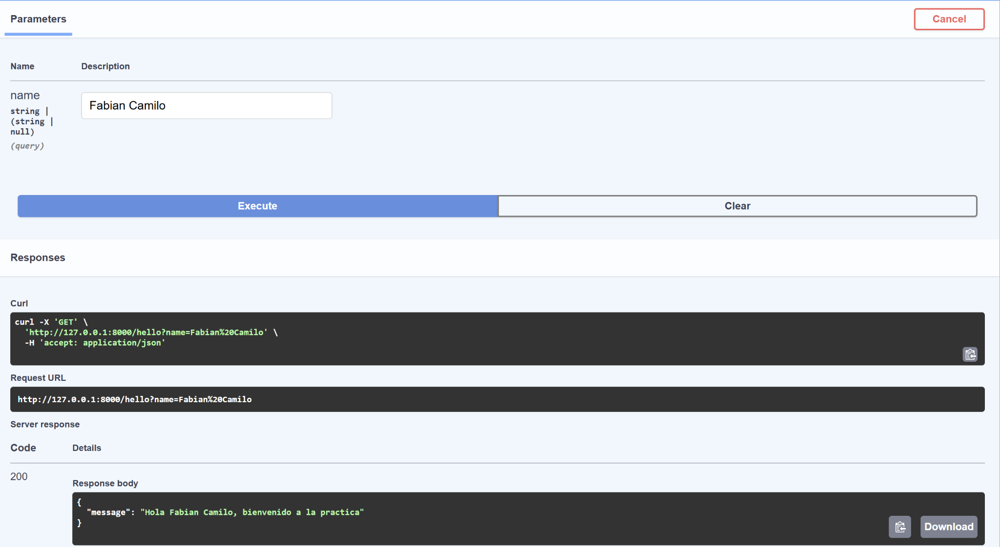 Parameters
Cancel
Name Description
name
string |
(string |
null)
(query)
Fabian Camilo
Execute
Clear
Responses
Curl
curl -X 'GET' \
  'http://127.0.0.1:8000/hello?name=Fabian%20Camilo' \
  -H 'accept: application/json'
Request URL
http://127.0.0.1:8000/hello?name=Fabian%20Camilo
Server response
Code Details
200
Response body
{
  "message": "Hola Fabian Camilo, bienvenido a la practica"
}
Download